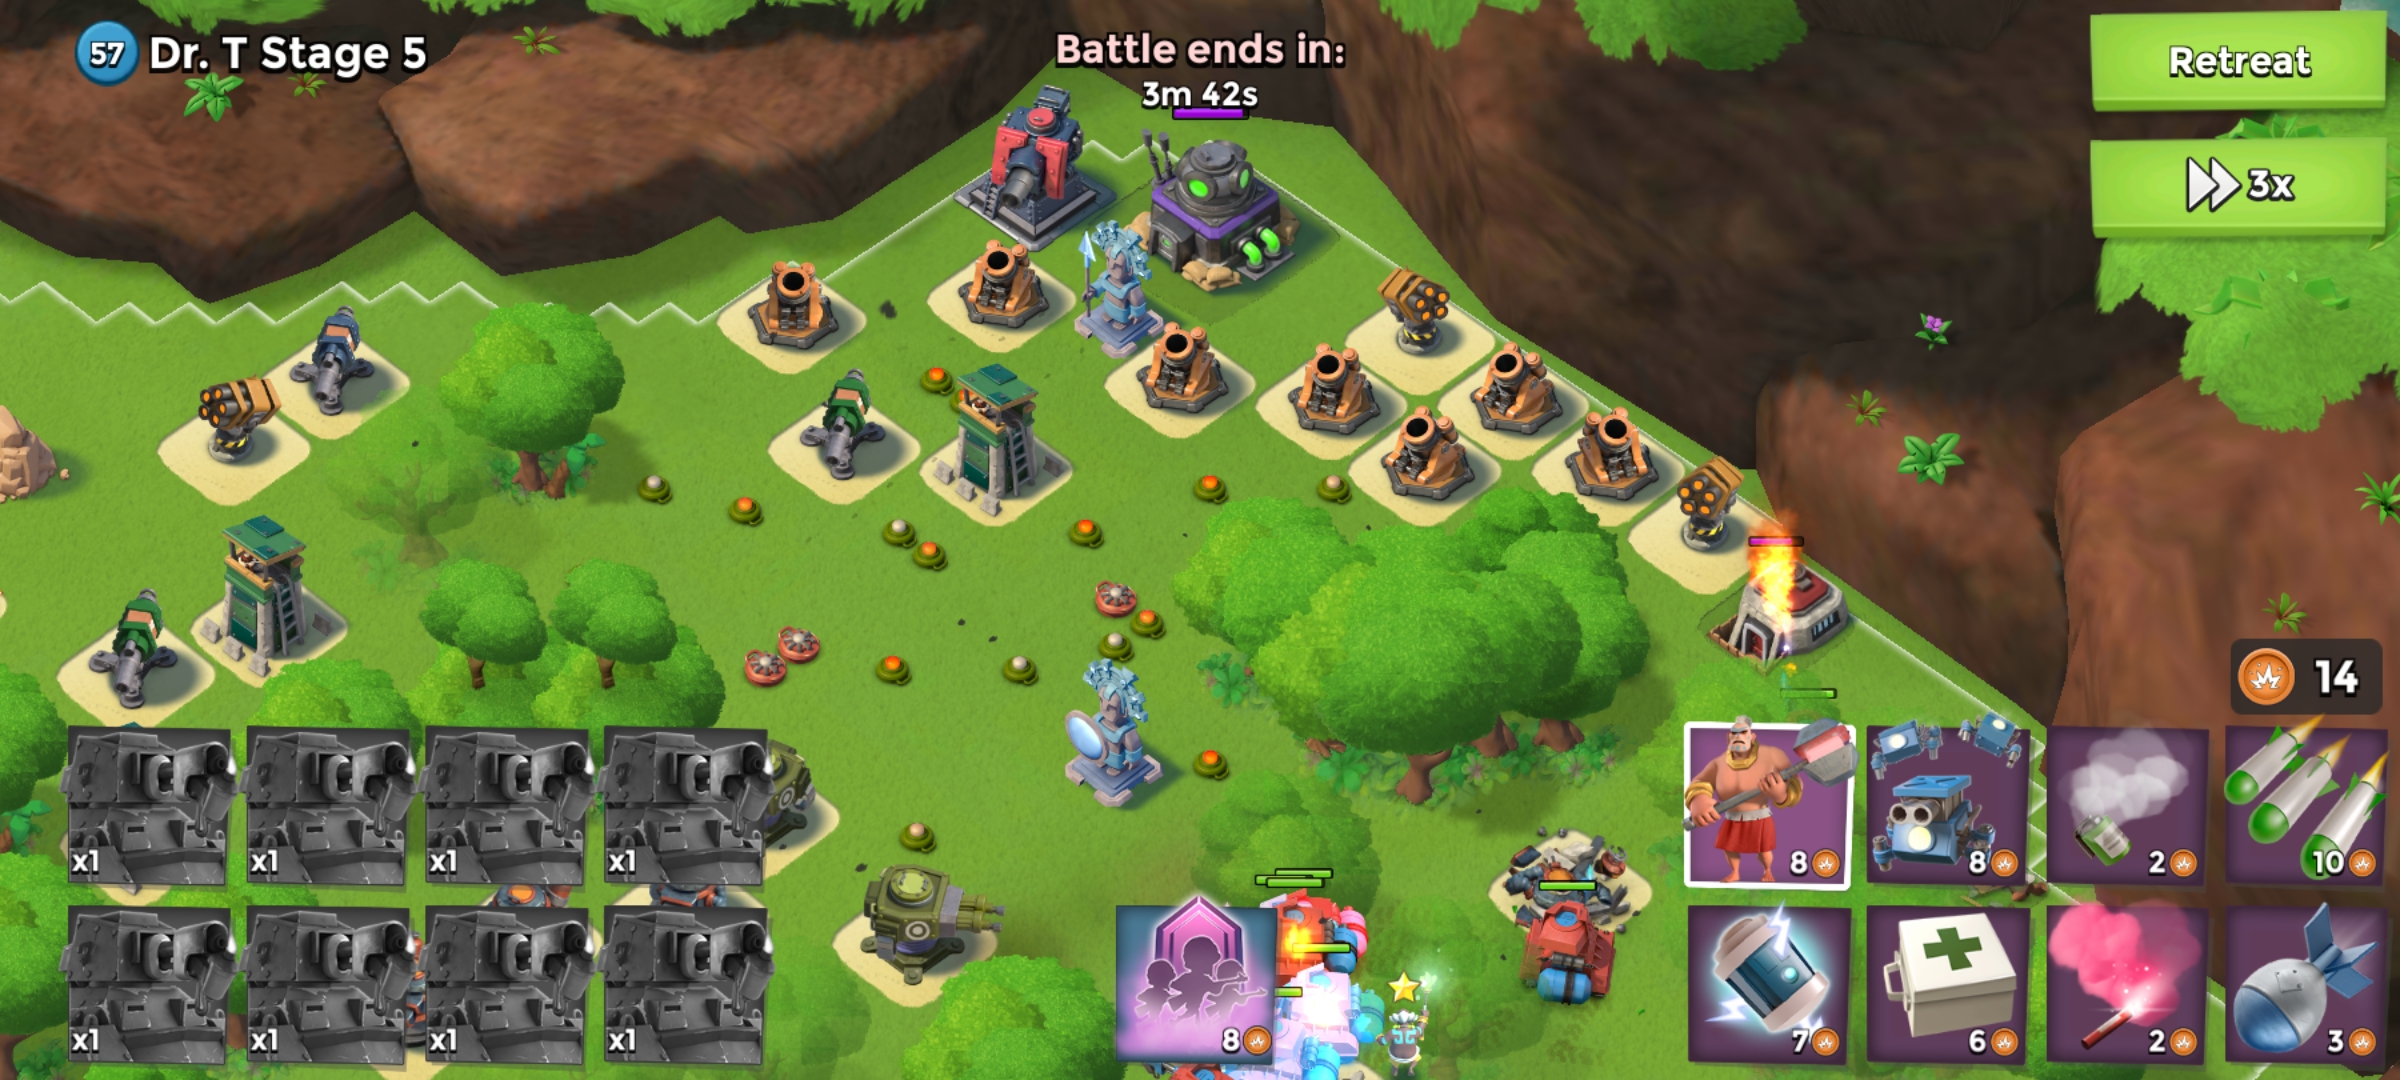 57 Dr. T Stage 5
Battle ends in:
3m 42s
Retreat
3x
14
x1 x1 x1 x1
8 8 2 10
x1 x1 x1 x1
8
7 6 2 3